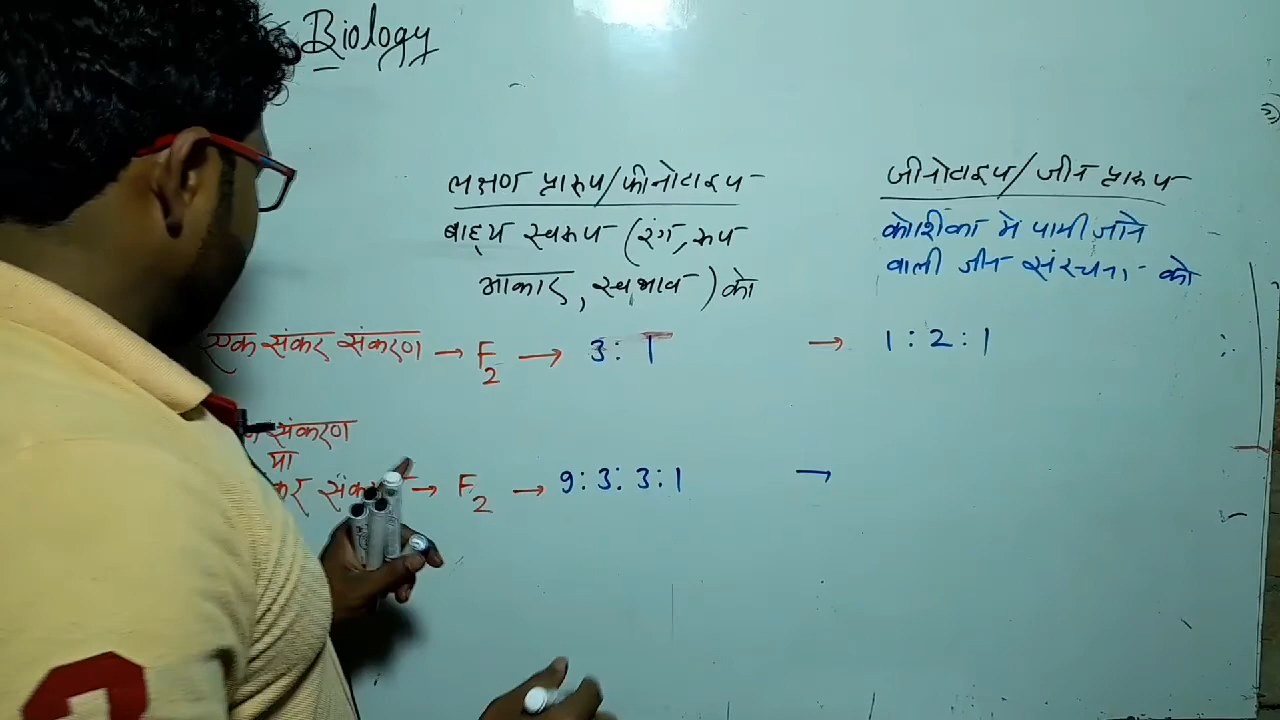 Biology
लक्षण प्रारूप/फीनोटाइप
बाह्य स्वरूप (रंग, रूप
आकार, स्वभाव) को
जीनोटाइप/जीन प्रारूप
कोशिका में पायी जाने
वाली जीन संरचना को
एक संकर संकरण → F2 → 3:1 → 1:2:1
संकरण
या
कर → F2 → 9:3:3:1 →